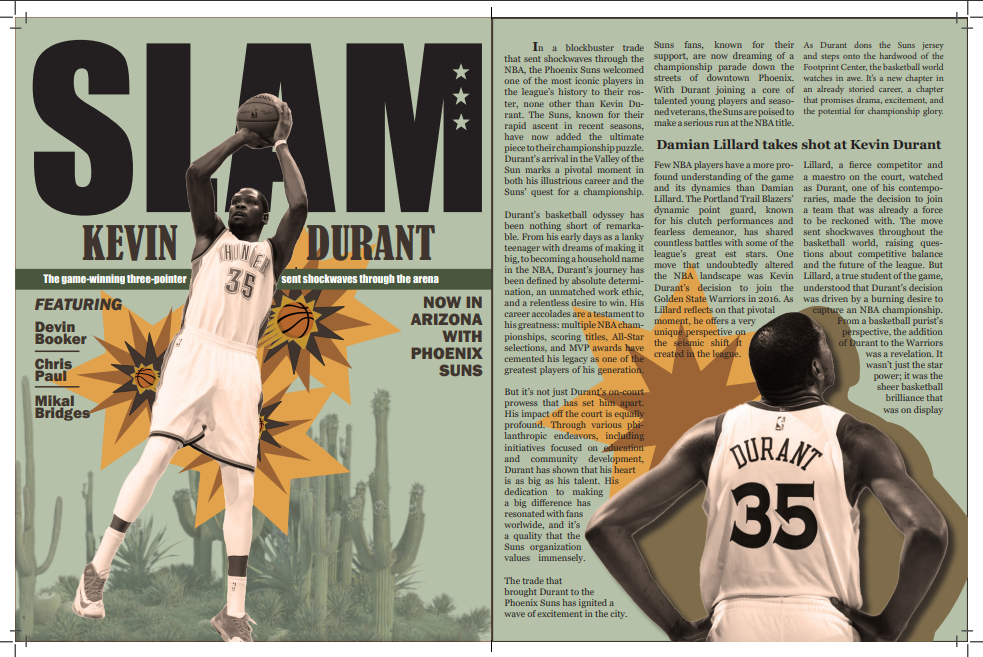 SLAM
KEVIN DURANT
The game-winning three-pointer sent shockwaves through the arena
FEATURING
Devin
Booker
Chris
Paul
Mikal
Bridges
NOW IN
ARIZONA
WITH
PHOENIX
SUNS
THUNDER
35
In a blockbuster trade
that sent shockwaves through the
NBA, the Phoenix Suns welcomed
one of the most iconic players in
the league's history to their ros-
ter, none other than Kevin Du-
rant. The Suns, known for their
rapid ascent in recent seasons,
have now added the ultimate
piece to their championship puzzle.
Durant's arrival in the Valley of the
Sun marks a pivotal moment in
both his illustrious career and the
Suns' quest for a championship.
Durant's basketball odyssey has
been nothing short of remarka-
ble. From his early days as a lanky
teenager with dreams of making it
big, to becoming a household name
in the NBA, Durant's journey has
been defined by absolute determi-
nation, an unmatched work ethic,
and a relentless desire to win. His
career accolades are a testament to
his greatness: multiple NBA cham-
pionships, scoring titles, All-Star
selections, and MVP awards have
cemented his legacy as one of the
greatest players of his generation.
But it's not just Durant's on-court
prowess that has set him apart.
His impact off the court is equally
profound. Through various phi-
lanthropic endeavors, including
initiatives focused on education
and community development,
Durant has shown that his heart
is as big as his talent. His
dedication to making
a big difference has
resonated with fans
worlwide, and it's
a quality that the
Suns organization
values immensely.
The trade that
brought Durant to the
Phoenix Suns has ignited a
wave of excitement in the city.
Suns fans, known for their
support, are now dreaming of a
championship parade down the
streets of downtown Phoenix.
With Durant joining a core of
talented young players and seaso-
ned veterans, the Suns are poised to
make a serious run at the NBA title.
As Durant dons the Suns jersey
and steps onto the hardwood of the
Footprint Center, the basketball world
watches in awe. It's a new chapter in
an already storied career, a chapter
that promises drama, excitement, and
the potential for championship glory.
Damian Lillard takes shot at Kevin Durant
Few NBA players have a more pro-
found understanding of the game
and its dynamics than Damian
Lillard. The Portland Trail Blazers'
dynamic point guard, known
for his clutch performances and
fearless demeanor, has shared
countless battles with some of the
league's great est stars. One
move that undoubtedly altered
the NBA landscape was Kevin
Durant's decision to join the
Golden State Warriors in 2016. As
Lillard reflects on that pivotal
moment, he offers a very
unique perspective on
the seismic shift it
created in the league.
Lillard, a fierce competitor and
a maestro on the court, watched
as Durant, one of his contempo-
raries, made the decision to join
a team that was already a force
to be reckoned with. The move
sent shockwaves throughout the
basketball world, raising ques-
tions about competitive balance
and the future of the league. But
Lillard, a true student of the game,
understood that Durant's decision
was driven by a burning desire to
capture an NBA championship.
From a basketball purist's
perspective, the addition
of Durant to the Warriors
was a revelation. It
wasn't just the star
power; it was the
sheer basketball
brilliance that
was on display
DURANT
35